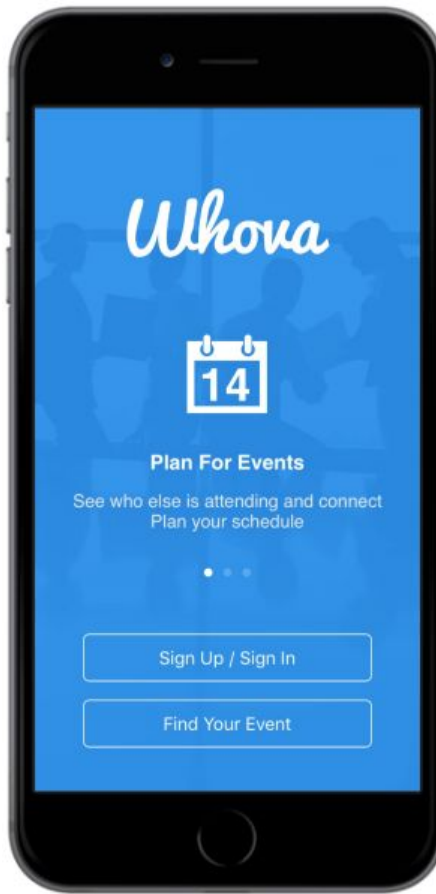 Whova
14
Plan For Events
See who else is attending and connect
Plan your schedule
Sign Up / Sign In
Find Your Event